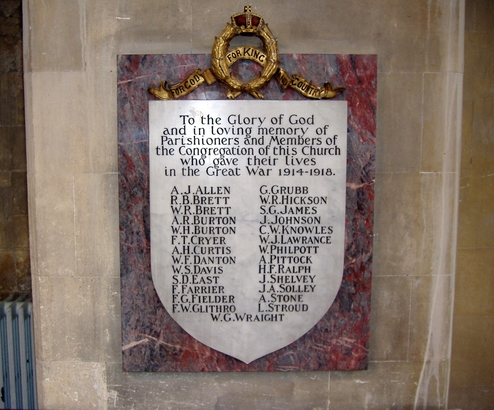 FOR GOD FOR KING & COUNTRY
To the Glory of God
and in loving memory of
Parishioners and Members of
the Congregation of this Church
who gave their lives
in the Great War 1914-1918.
A.J.ALLEN
R.B.BRETT
W.R.BRETT
A.R.BURTON
W.H.BURTON
F.T.CRYER
A.H.CURTIS
W.F.DANTON
W.S.DAVIS
S.D.EAST
F.FARRIER
F.G.FIELDER
F.W.GLITHRO
G.GRUBB
W.R.HICKSON
S.G.JAMES
J.JOHNSON
C.W.KNOWLES
W.J.LAWRANCE
W.PHILPOTT
A.PITTOCK
H.F.RALPH
J.SHELVEY
J.A.SOLLEY
A.STONE
L.STROUD
W.G.WRAIGHT